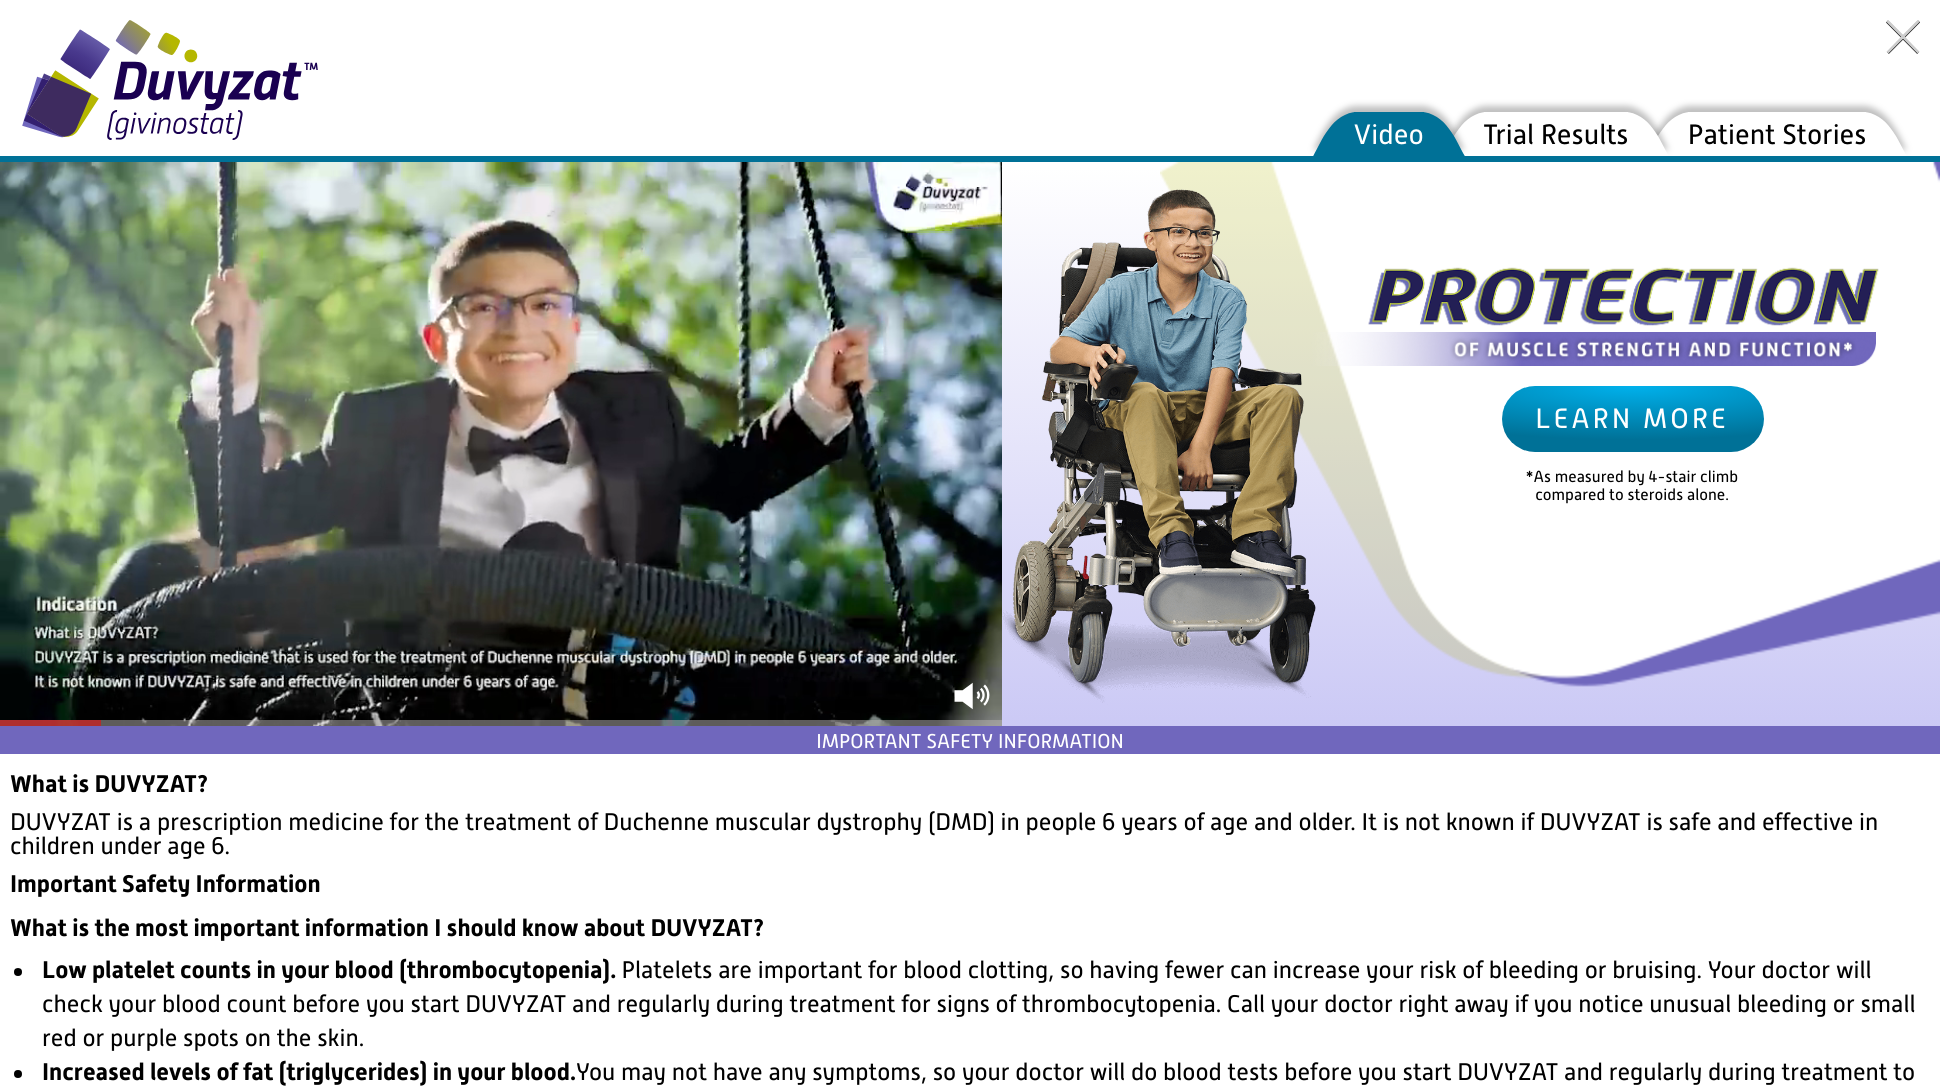 Duvyzat™
(givinostat)
Video
Trial Results
Patient Stories
Duvyzat™
(givinostat)
PROTECTION
OF MUSCLE STRENGTH AND FUNCTION*
LEARN MORE
*As measured by 4-stair climb
compared to steroids alone.
Indication
What is DUVYZAT?
DUVYZAT is a prescription medicine that is used for the treatment of Duchenne muscular dystrophy (DMD) in people 6 years of age and older.
It is not known if DUVYZAT is safe and effective in children under 6 years of age.
IMPORTANT SAFETY INFORMATION
What is DUVYZAT?
DUVYZAT is a prescription medicine for the treatment of Duchenne muscular dystrophy (DMD) in people 6 years of age and older. It is not known if DUVYZAT is safe and effective in
children under age 6.
Important Safety Information
What is the most important information I should know about DUVYZAT?
• Low platelet counts in your blood (thrombocytopenia). Platelets are important for blood clotting, so having fewer can increase your risk of bleeding or bruising. Your doctor will
check your blood count before you start DUVYZAT and regularly during treatment for signs of thrombocytopenia. Call your doctor right away if you notice unusual bleeding or small
red or purple spots on the skin.
• Increased levels of fat (triglycerides) in your blood.You may not have any symptoms, so your doctor will do blood tests before you start DUVYZAT and regularly during treatment to